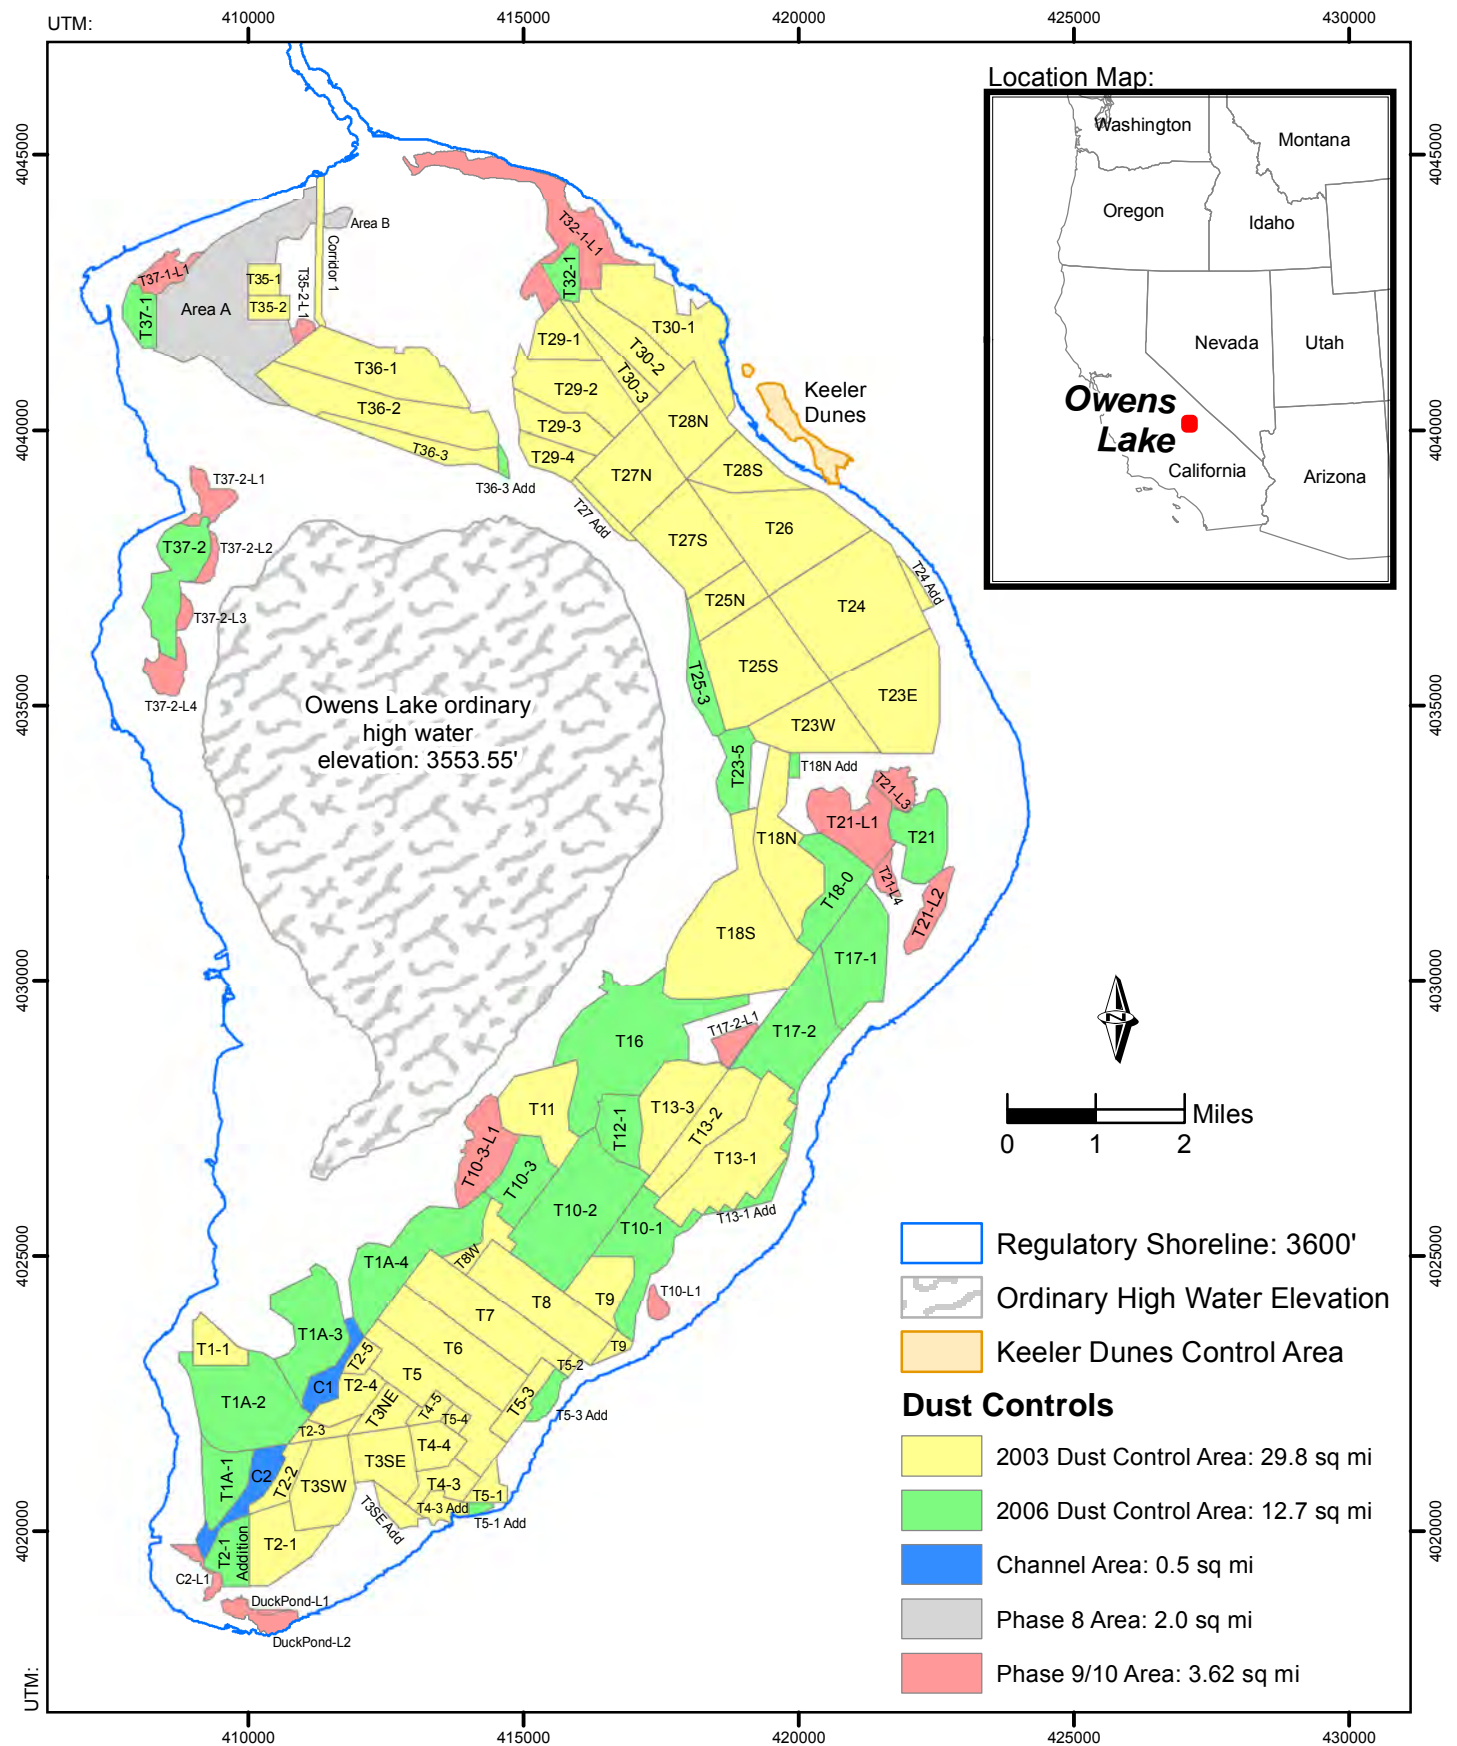 UTM:
410000
415000
420000
425000
430000
Location Map:
Washington
Montana
Oregon
Idaho
Nevada
Utah
Owens
Lake
California
Arizona
4045000
4045000
4040000
4040000
4035000
4035000
4030000
4030000
4025000
4025000
4020000
4020000
Area B
Corridor 1
T37-1-L1
T35-1
T35-2-L1
T37-1
Area A
T35-2
T32-1-L1
T32-1
T30-1
T29-1
T30-2
T36-1
T30-3
T29-2
Keeler
Dunes
T36-2
T28N
T29-3
T36-3
T29-4
T28S
T27N
T37-2-L1
T36-3 Add
T27 Add
T26
T37-2
T37-2-L2
T27S
T24 Add
T25N
T24
T37-2-L3
T25S
T25-3
T23E
T37-2-L4
Owens Lake ordinary
high water
elevation: 3553.55'
T23W
T23-5
T18N Add
T21-L3
T21-L1
T18N
T21
T18-0
T21-L4
T21-L2
T18S
T17-1
T17-2-L1
T17-2
T16
T11
T13-3
T12-1
T13-2
T10-3-L1
T13-1
T10-3
T10-2
T13-1 Add
T10-1
T8W
T1A-4
T10-L1
T8
T9
T7
T1A-3
T6
T9
T1-1
T2-5
T5-2
T5
C1
T2-4
T1A-2
T3NE
T4-5
T5-3
T5-4
T5-3 Add
T2-3
T4-4
T3SE
C2
T1A-1
T2-2
T3SW
T4-3
T5-1
T4-3 Add
T3SE Add
T5-1 Add
T2-1
Addition
T2-1
C2-L1
DuckPond-L1
DuckPond-L2
N
Miles
0
1
2
Regulatory Shoreline: 3600'
Ordinary High Water Elevation
Keeler Dunes Control Area
Dust Controls
2003 Dust Control Area: 29.8 sq mi
2006 Dust Control Area: 12.7 sq mi
Channel Area: 0.5 sq mi
Phase 8 Area: 2.0 sq mi
Phase 9/10 Area: 3.62 sq mi
UTM:
410000
415000
420000
425000
430000